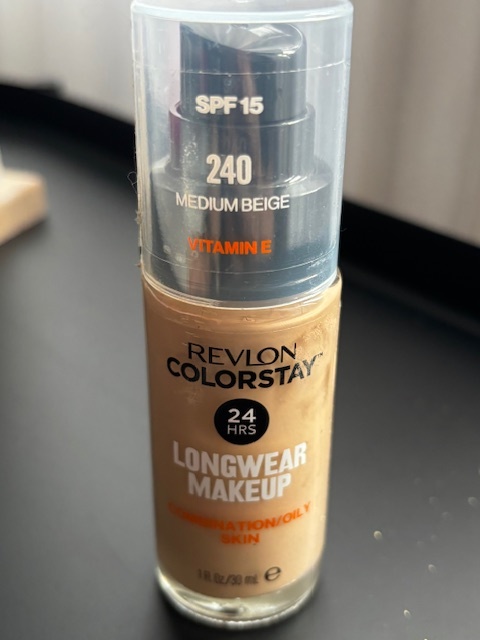 SPF 15
240
MEDIUM BEIGE
VITAMIN E
REVLON
COLORSTAY™
24
HRS
LONGWEAR
MAKEUP
COMBINATION/OILY
SKIN
1 fl oz/30 mL ℮